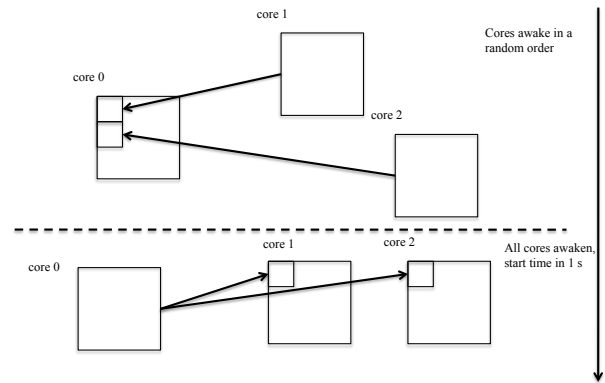 core 1
Cores awake in a
random order
core 0
core 2
core 1
core 2
All cores awaken,
start time in 1 s
core 0